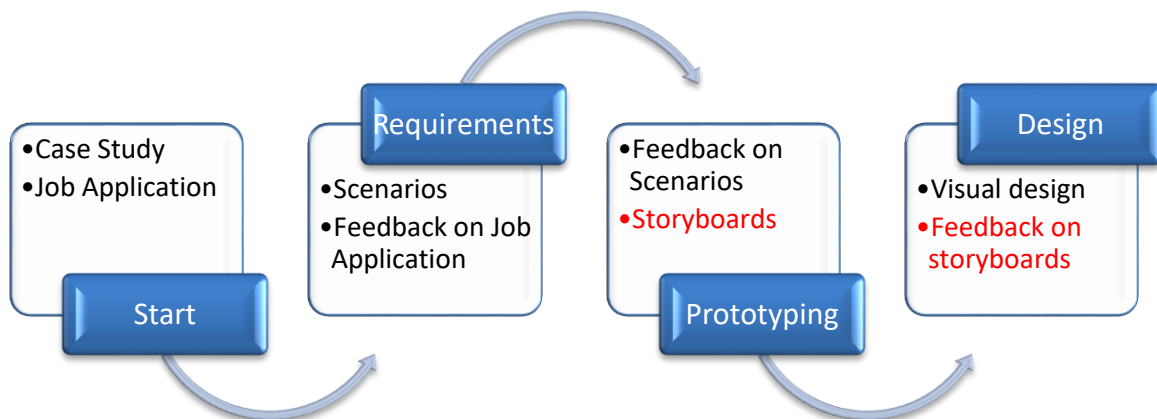 •Case Study
•Job Application
Start
Requirements
•Scenarios
•Feedback on Job
Application
•Feedback on
Scenarios
•Storyboards
Prototyping
Design
•Visual design
•Feedback on
storyboards